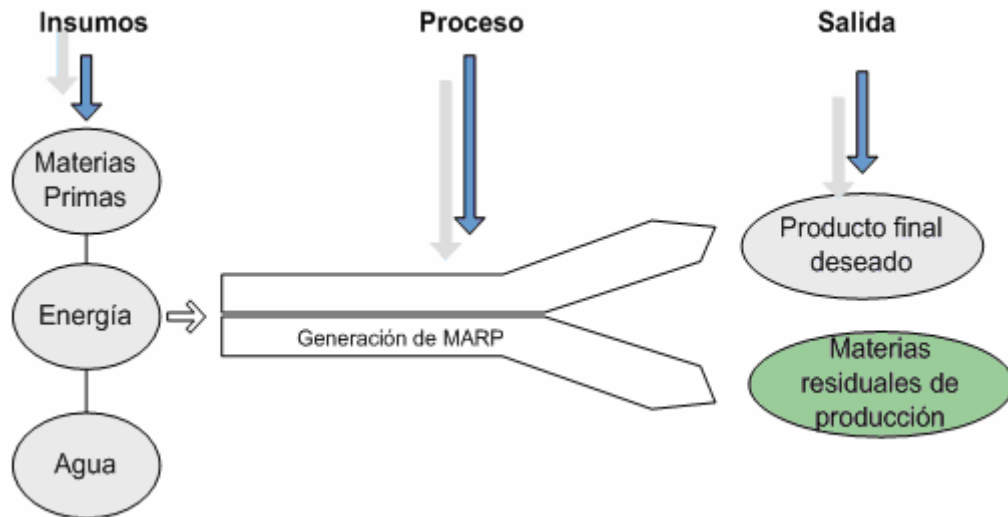 Insumos
Proceso
Salida
Materias
Primas
Energía
Agua
Generación de MARP
Producto final
deseado
Materias
residuales de
producción